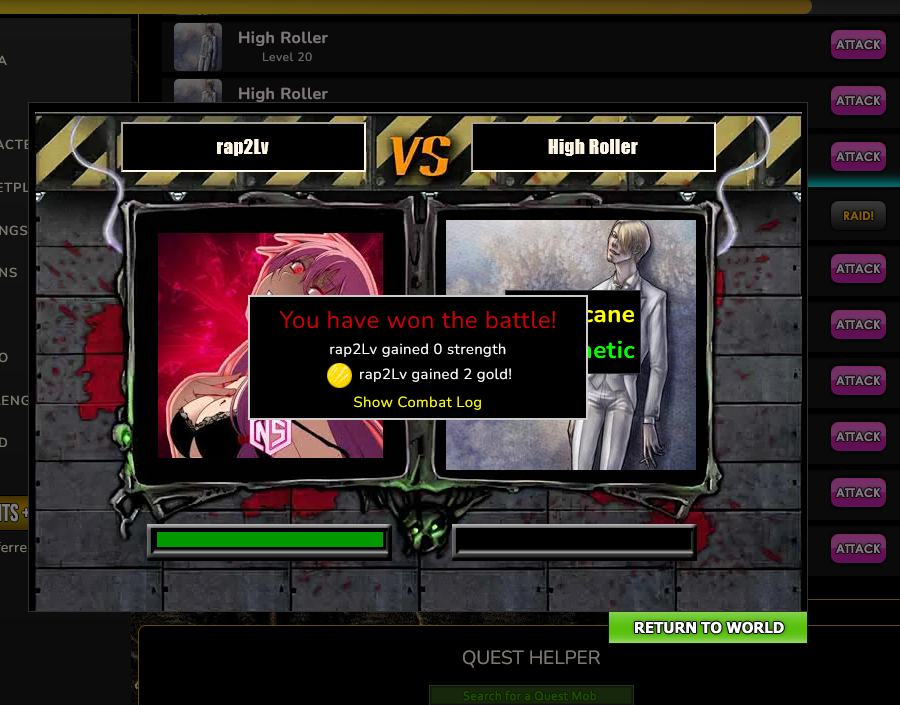 High Roller
Level 20
ATTACK
High Roller
ATTACK
rap2Lv
VS
High Roller
ATTACK
RAID!
ATTACK
You have won the battle!
rap2Lv gained 0 strength
rap2Lv gained 2 gold!
Show Combat Log
NS
ATTACK
ATTACK
ATTACK
ATTACK
ATTACK
RETURN TO WORLD
QUEST HELPER
Search for a Quest Mob